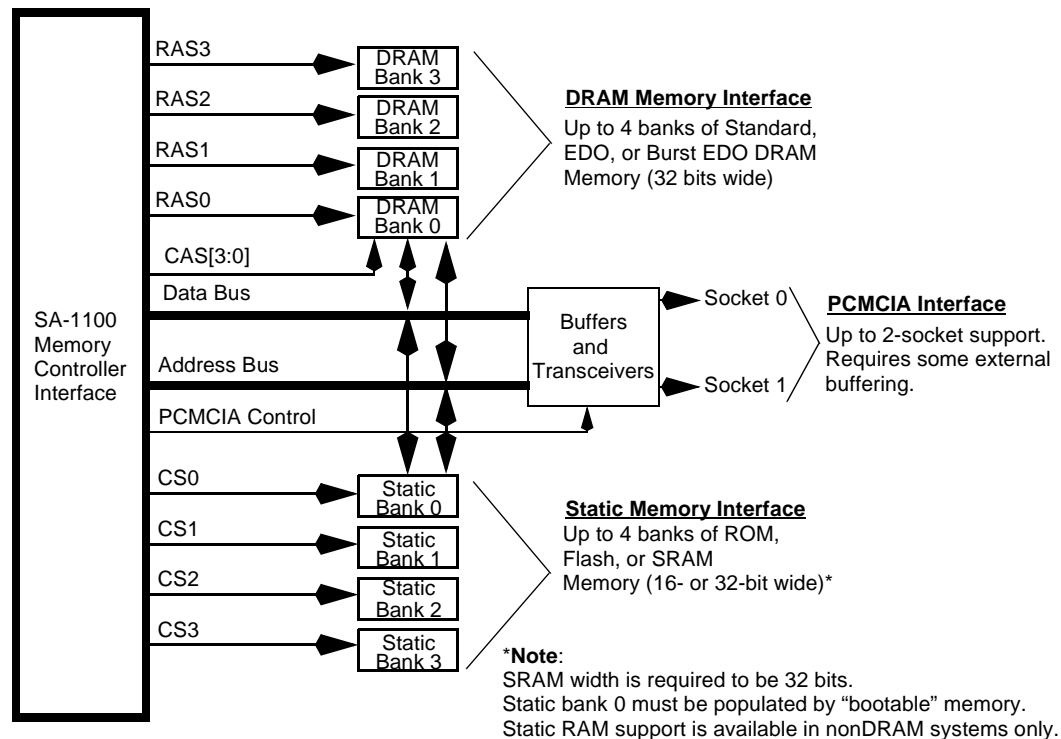 RAS3
DRAM
Bank 3
RAS2
DRAM
Bank 2
RAS1
DRAM
Bank 1
RAS0
DRAM
Bank 0
CAS[3:0]
Data Bus
Address Bus
PCMCIA Control
SA-1100
Memory
Controller
Interface
DRAM Memory Interface
Up to 4 banks of Standard,
EDO, or Burst EDO DRAM
Memory (32 bits wide)
Buffers
and
Transceivers
Socket 0
Socket 1
PCMCIA Interface
Up to 2-socket support.
Requires some external
buffering.
CS0
Static
Bank 0
CS1
Static
Bank 1
CS2
Static
Bank 2
CS3
Static
Bank 3
Static Memory Interface
Up to 4 banks of ROM,
Flash, or SRAM
Memory (16- or 32-bit wide)*
*Note:
SRAM width is required to be 32 bits.
Static bank 0 must be populated by “bootable” memory.
Static RAM support is available in nonDRAM systems only.